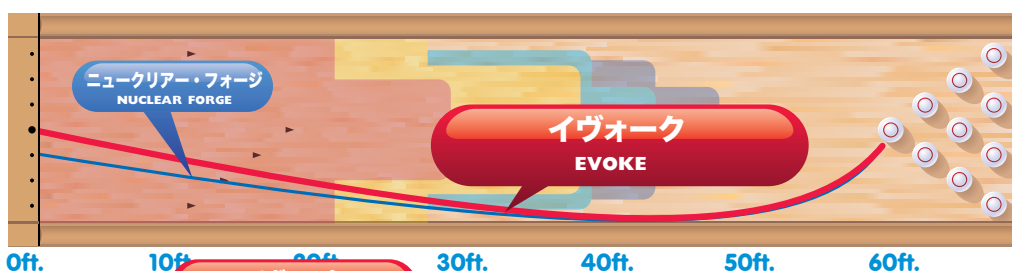 ニュークリアー・フォージ
NUCLEAR FORGE
イヴォーク
EVOKE
0ft.
10ft.
20ft.
30ft.
40ft.
50ft.
60ft.